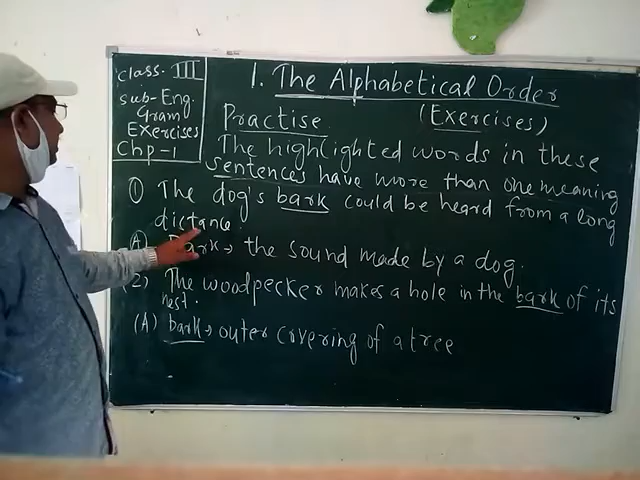 Class- III
Sub- Eng.
Gram
Exercises
Chp-1
1. The Alphabetical Order
Practise (Exercises)
The highlighted words in these
sentences have more than one meaning
① The dog's bark could be heard from a long
dictance.
(A) Bark → the sound made by a dog.
2) The woodpecker makes a hole in the bark of its
nest.
(A) bark → outer covering of a tree